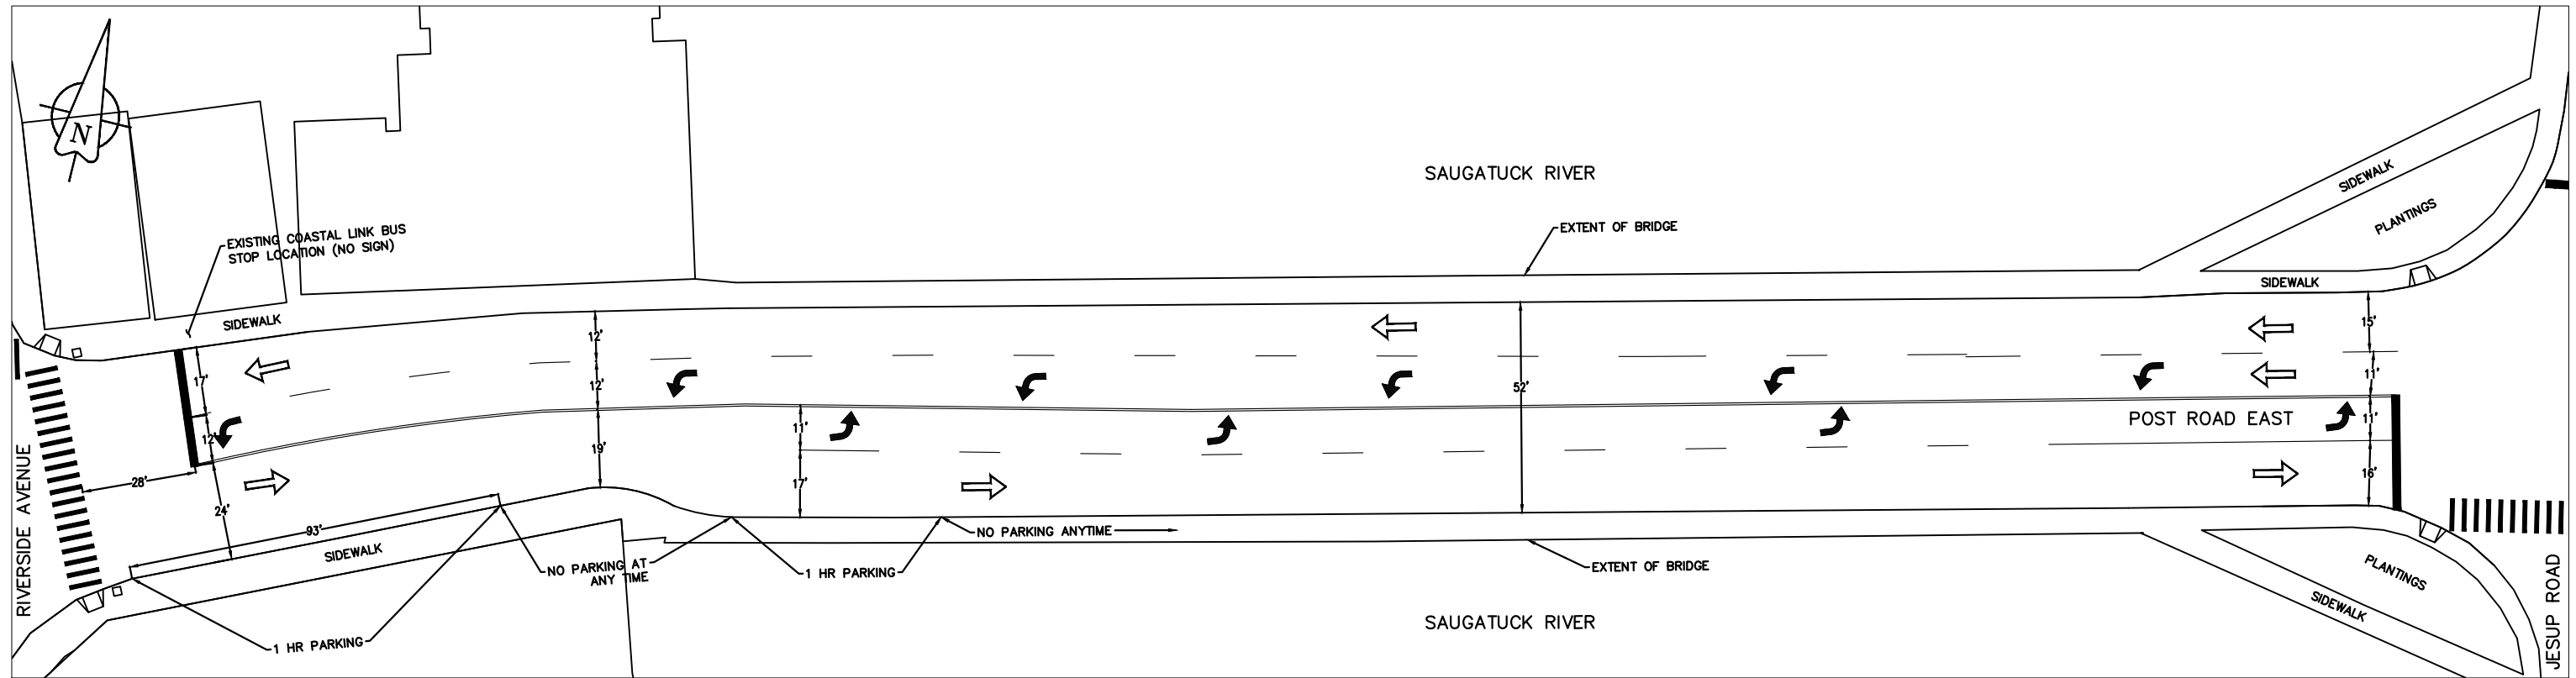 N
SAUGATUCK RIVER
SIDEWALK
PLANTINGS
EXISTING COASTAL LINK BUS
STOP LOCATION (NO SIGN)
EXTENT OF BRIDGE
SIDEWALK
SIDEWALK
12'
15'
17'
12'
52'
11'
12'
19'
11'
POST ROAD EAST
11'
28'
24'
17'
16'
RIVERSIDE AVENUE
93'
SIDEWALK
NO PARKING AT
ANY TIME
1 HR PARKING
NO PARKING ANYTIME
EXTENT OF BRIDGE
PLANTINGS
SIDEWALK
JESUP ROAD
SAUGATUCK RIVER
1 HR PARKING